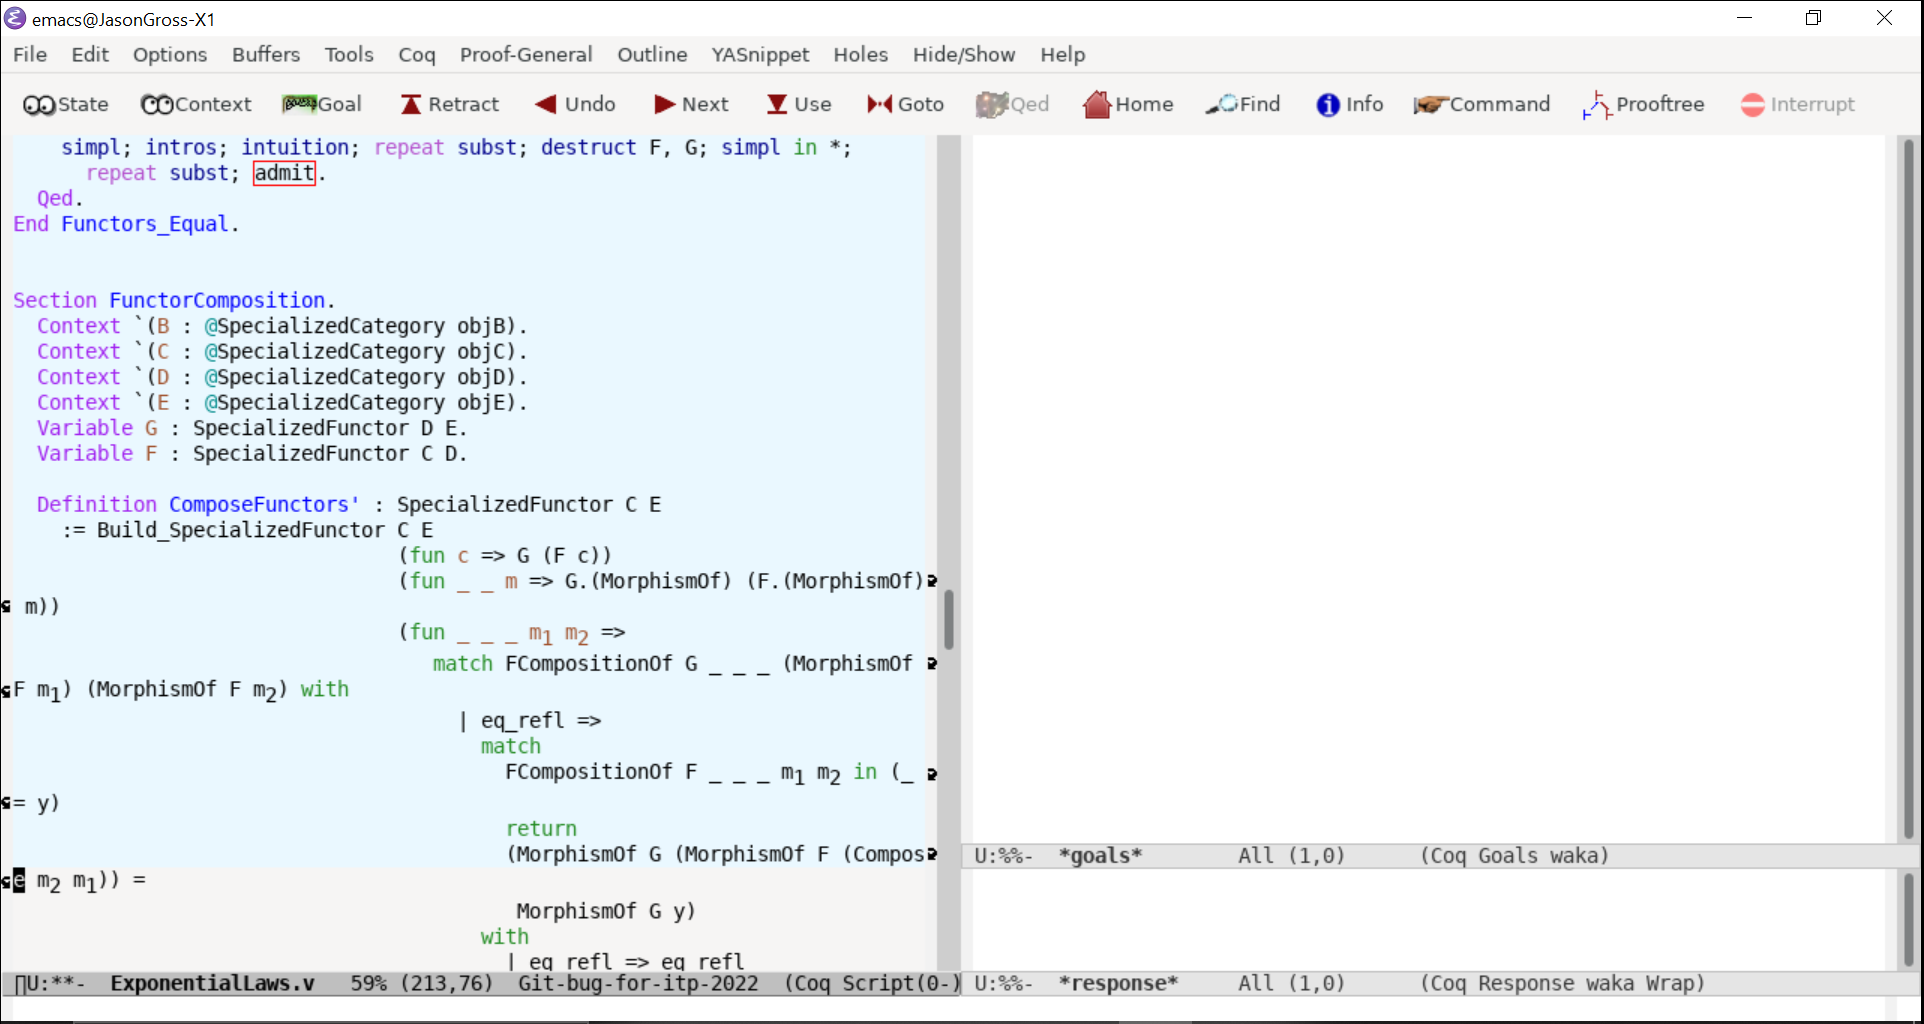 emacs@JasonGross-X1
File Edit Options Buffers Tools Coq Proof-General Outline YASnippet Holes Hide/Show Help
State Context Goal Retract Undo Next Use Goto Qed Home Find Info Command Prooftree Interrupt
simpl; intros; intuition; repeat subst; destruct F, G; simpl in *;
repeat subst; admit.
Qed.
End Functors_Equal.
Section FunctorComposition.
Context `(B : @SpecializedCategory objB).
Context `(C : @SpecializedCategory objC).
Context `(D : @SpecializedCategory objD).
Context `(E : @SpecializedCategory objE).
Variable G : SpecializedFunctor D E.
Variable F : SpecializedFunctor C D.
Definition ComposeFunctors' : SpecializedFunctor C E
:= Build_SpecializedFunctor C E
(fun c => G (F c))
(fun _ _ m => G.(MorphismOf) (F.(MorphismOf)
m))
(fun _ _ _ m₁ m₂ =>
match FCompositionOf G _ _ _ (MorphismOf
F m₁) (MorphismOf F m₂) with
| eq_refl =>
match
FCompositionOf F _ _ _ m₁ m₂ in (_
= y)
return
(MorphismOf G (MorphismOf F (Compos
e m₂ m₁)) =
MorphismOf G y)
with
| eq_refl => eq_refl
U:**- ExponentialLaws.v 59% (213,76) Git-bug-for-itp-2022 (Coq Script(0-)
U:%%- *goals* All (1,0) (Coq Goals waka)
U:%%- *response* All (1,0) (Coq Response waka Wrap)